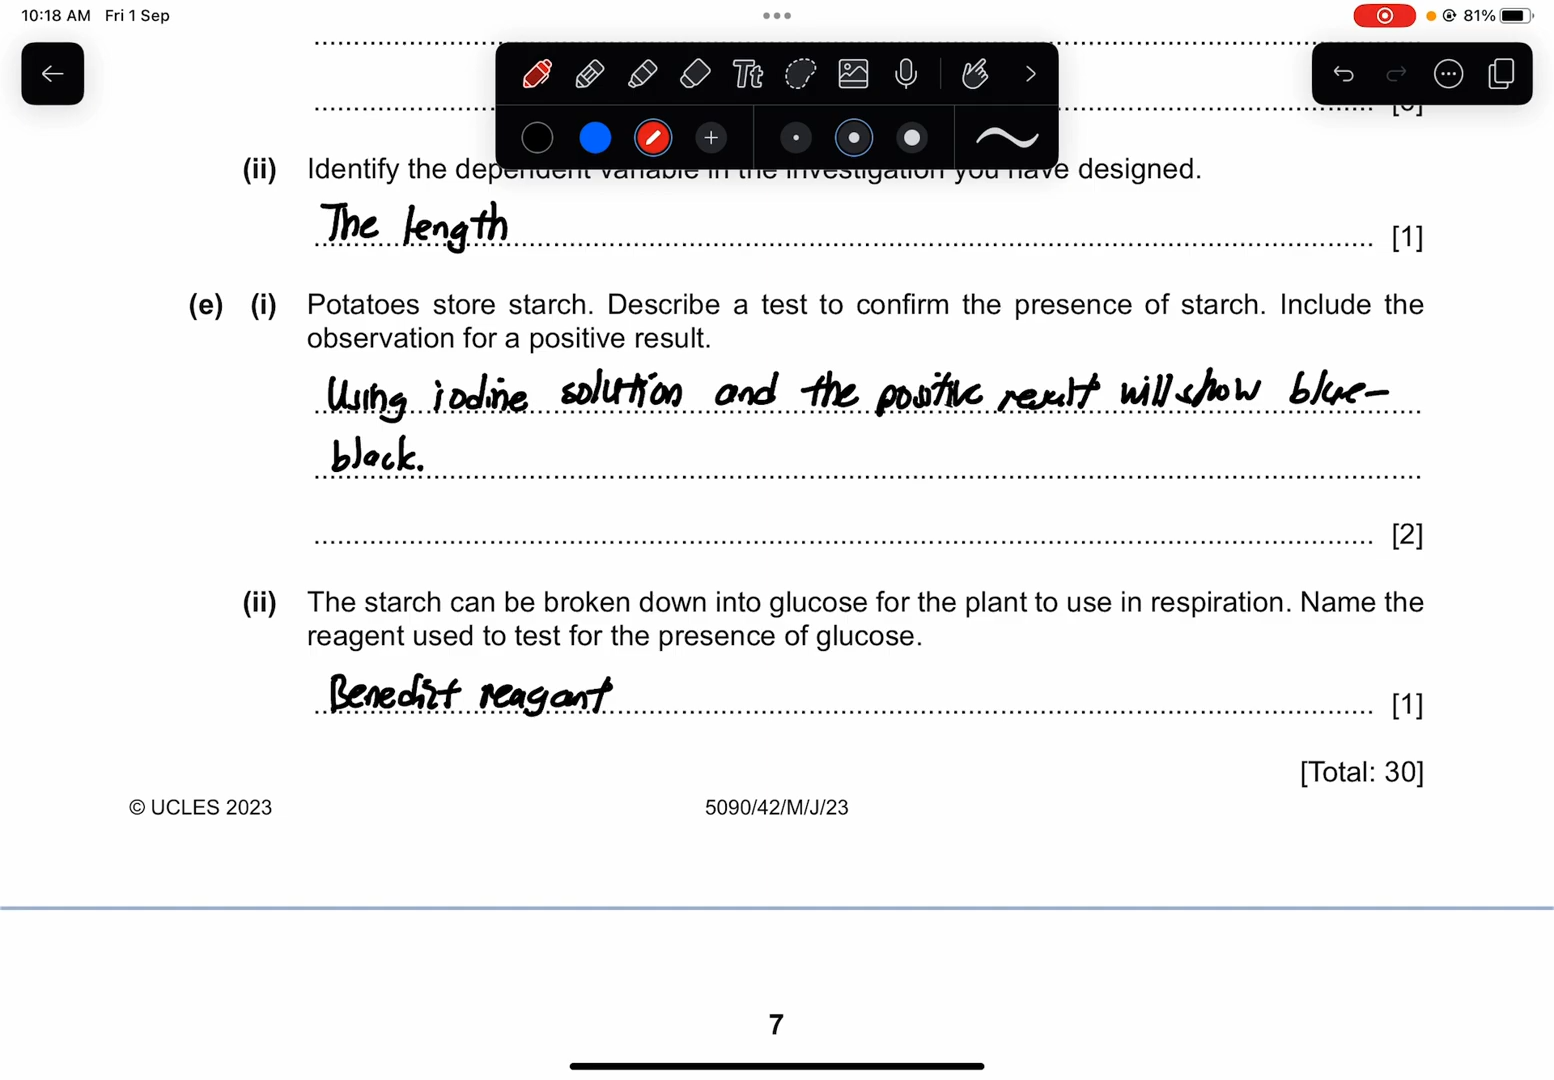 10:18 AM Fri 1 Sep
81%
Tt
(ii) Identify the dependent variable in the investigation you have designed.
The length [1]
(e) (i) Potatoes store starch. Describe a test to confirm the presence of starch. Include the
observation for a positive result.
Using iodine solution and the positive result will show blue-
black.
[2]
(ii) The starch can be broken down into glucose for the plant to use in respiration. Name the
reagent used to test for the presence of glucose.
Benedict reagant [1]
[Total: 30]
© UCLES 2023 5090/42/M/J/23
7